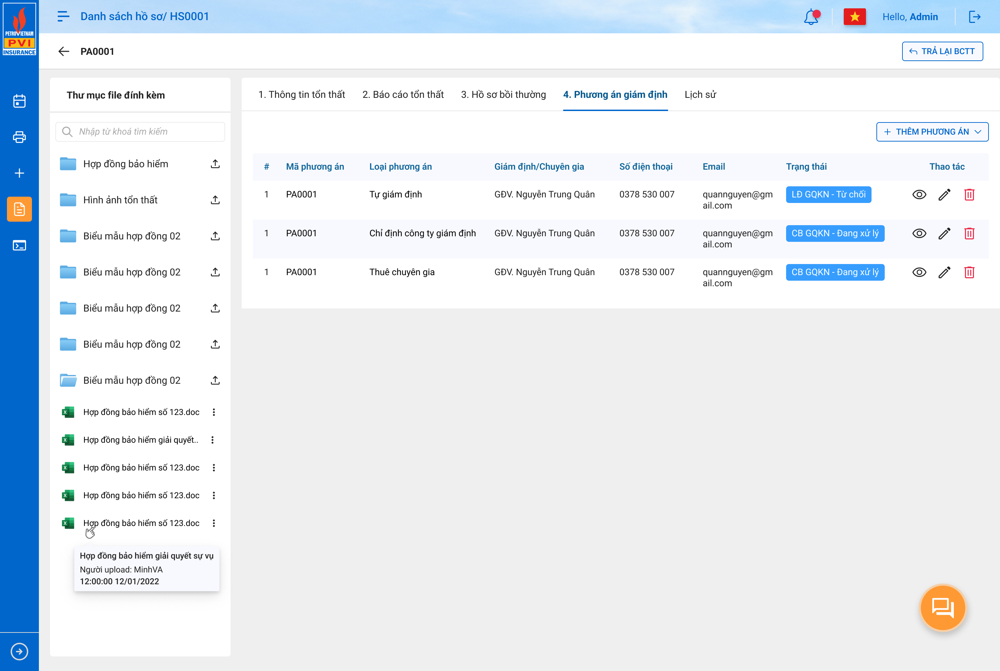 PETROVIETNAM
PVI
INSURANCE
Danh sách hồ sơ/ HS0001
Hello, Admin
PA0001
TRẢ LẠI BCTT
Thư mục file đính kèm
Nhập từ khoá tìm kiếm
Hợp đồng bảo hiểm
Hình ảnh tổn thất
Biểu mẫu hợp đồng 02
Biểu mẫu hợp đồng 02
Biểu mẫu hợp đồng 02
Biểu mẫu hợp đồng 02
Biểu mẫu hợp đồng 02
Hợp đồng bảo hiểm số 123.doc
Hợp đồng bảo hiểm giải quyết..
Hợp đồng bảo hiểm số 123.doc
Hợp đồng bảo hiểm số 123.doc
Hợp đồng bảo hiểm số 123.doc
Hợp đồng bảo hiểm giải quyết sự vụ
Người upload: MinhVA
12:00:00 12/01/2022
1. Thông tin tổn thất 2. Báo cáo tổn thất 3. Hồ sơ bồi thường 4. Phương án giám định Lịch sử
THÊM PHƯƠNG ÁN
# Mã phương án Loại phương án Giám định/Chuyên gia Số điện thoại Email Trạng thái Thao tác
1 PA0001 Tự giám định GĐV. Nguyễn Trung Quân 0378 530 007 quannguyen@gm LĐ GQKN - Từ chối
ail.com
1 PA0001 Chỉ định công ty giám định GĐV. Nguyễn Trung Quân 0378 530 007 quannguyen@gm CB GQKN - Đang xử lý
ail.com
1 PA0001 Thuê chuyên gia GĐV. Nguyễn Trung Quân 0378 530 007 quannguyen@gm CB GQKN - Đang xử lý
ail.com